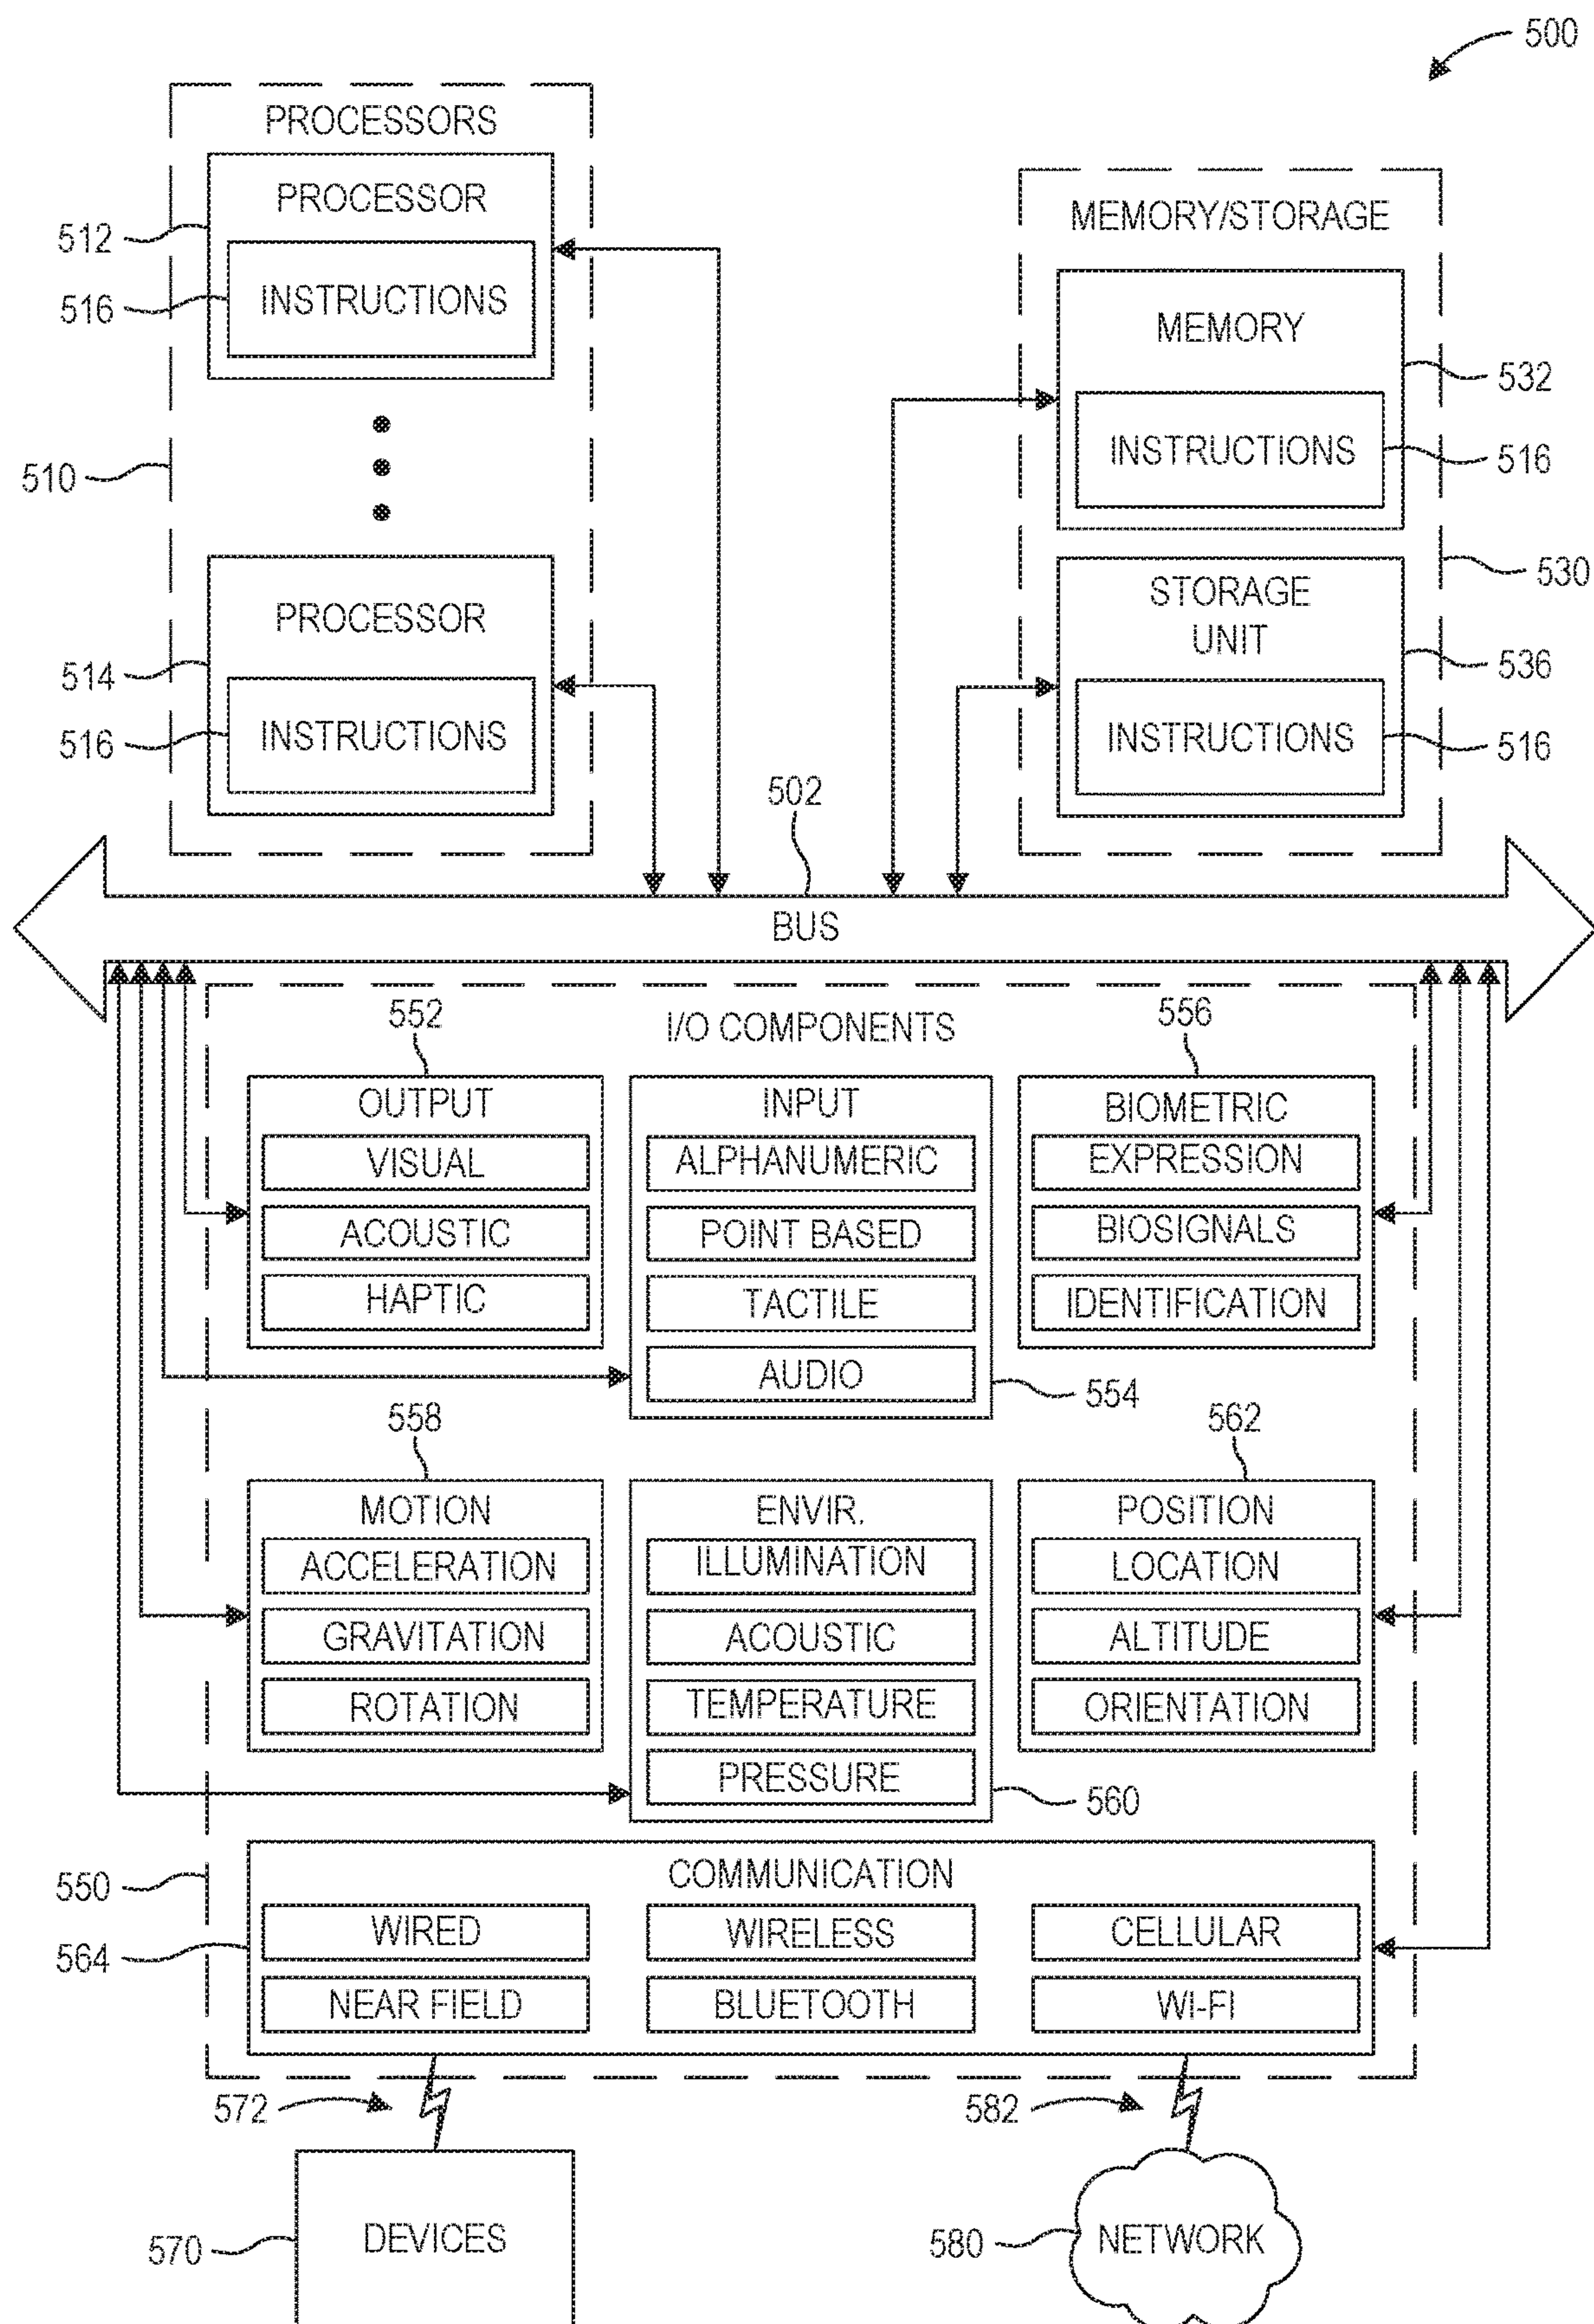 500
PROCESSORS
PROCESSOR
512
516
INSTRUCTIONS
510
PROCESSOR
514
516
INSTRUCTIONS
MEMORY/STORAGE
MEMORY
532
INSTRUCTIONS
516
530
STORAGE
UNIT
536
INSTRUCTIONS
516
502
BUS
I/O COMPONENTS
552
OUTPUT
VISUAL
ACOUSTIC
HAPTIC
INPUT
ALPHANUMERIC
POINT BASED
TACTILE
AUDIO
554
556
BIOMETRIC
EXPRESSION
BIOSIGNALS
IDENTIFICATION
558
MOTION
ACCELERATION
GRAVITATION
ROTATION
ENVIR.
ILLUMINATION
ACOUSTIC
TEMPERATURE
PRESSURE
560
562
POSITION
LOCATION
ALTITUDE
ORIENTATION
550
COMMUNICATION
564
WIRED
WIRELESS
CELLULAR
NEAR FIELD
BLUETOOTH
WI-FI
572
582
570
DEVICES
580
NETWORK